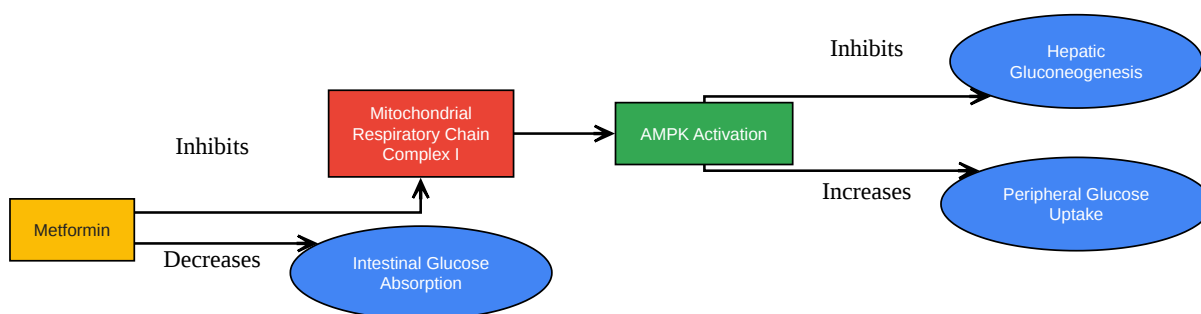 Inhibits
Hepatic
Gluconeogenesis
Mitochondrial
Respiratory Chain
Complex I
AMPK Activation
Inhibits
Increases
Peripheral Glucose
Uptake
Metformin
Decreases
Intestinal Glucose
Absorption